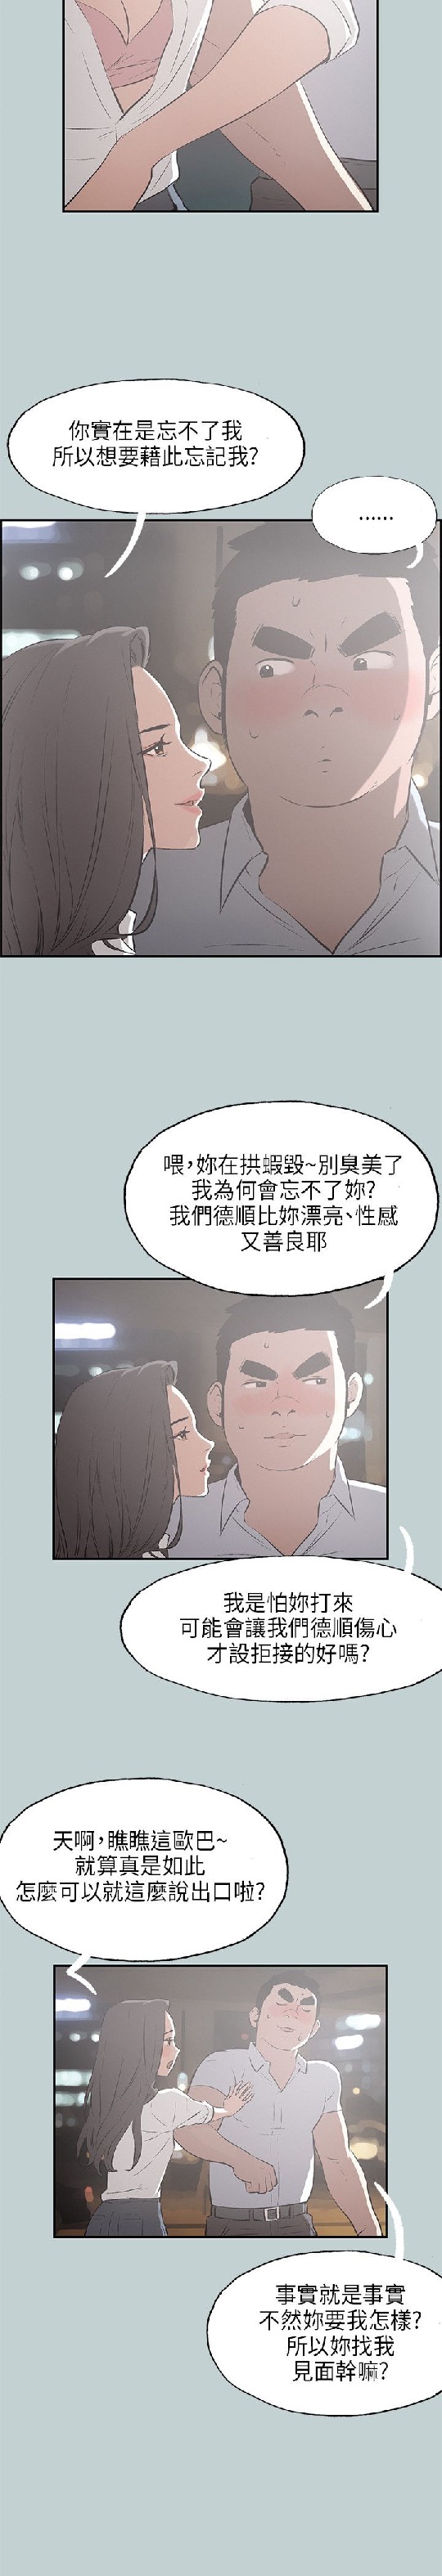 你實在是忘不了我
所以想要藉此忘記我?
……
喂,妳在拱蝦毀~別臭美了
我為何會忘不了妳?
我們德順比妳漂亮、性感
又善良耶
我是怕妳打來
可能會讓我們德順傷心
才設拒接的好嗎?
天啊,瞧瞧這歐巴~
就算真是如此
怎麼可以就這麼說出口啦?
事實就是事實
不然妳要我怎樣?
所以妳找我
見面幹嘛?